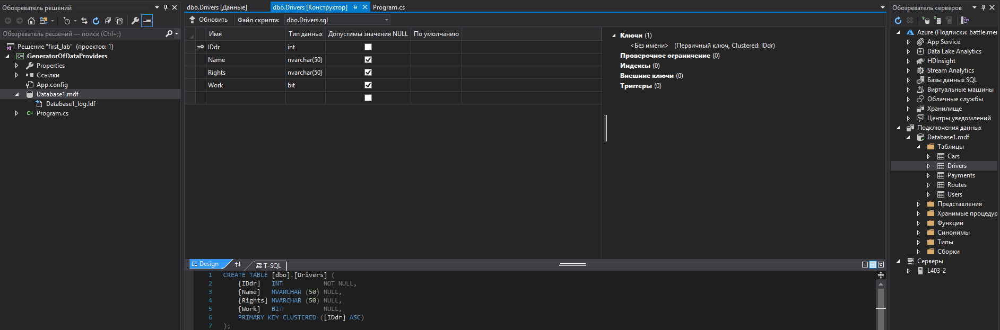 Обозреватель решений
Обозреватель решений — поиск (Ctrl+;)
Решение "first_lab" (проектов: 1)
C# GeneratorOfDataProviders
Properties
Ссылки
App.config
Database1.mdf
Database1_log.ldf
C# Program.cs
dbo.Drivers [Данные]
dbo.Drivers [Конструктор]
Program.cs
Обновить
Файл скрипта:
dbo.Drivers.sql
Имя Тип данных Допустимы значения NULL По умолчанию
IDdr int
Name nvarchar(50)
Rights nvarchar(50)
Work bit
Ключи (1)
<Без имени> (Первичный ключ, Clustered: IDdr)
Проверочное ограничение (0)
Индексы (0)
Внешние ключи (0)
Триггеры (0)
Design
T-SQL
1 CREATE TABLE [dbo].[Drivers] (
2 [IDdr] INT NOT NULL,
3 [Name] NVARCHAR (50) NULL,
4 [Rights] NVARCHAR (50) NULL,
5 [Work] BIT NULL,
6 PRIMARY KEY CLUSTERED ([IDdr] ASC)
7 );
Обозреватель серверов
Azure (Подписки: battle.mer
App Service
Data Lake Analytics
HDInsight
Stream Analytics
Базы данных SQL
Виртуальные машины
Облачные службы
Хранилище
Центры уведомлений
Подключения данных
Database1.mdf
Таблицы
Cars
Drivers
Payments
Routes
Users
Представления
Хранимые процедур
Функции
Синонимы
Типы
Сборки
Серверы
L403-2